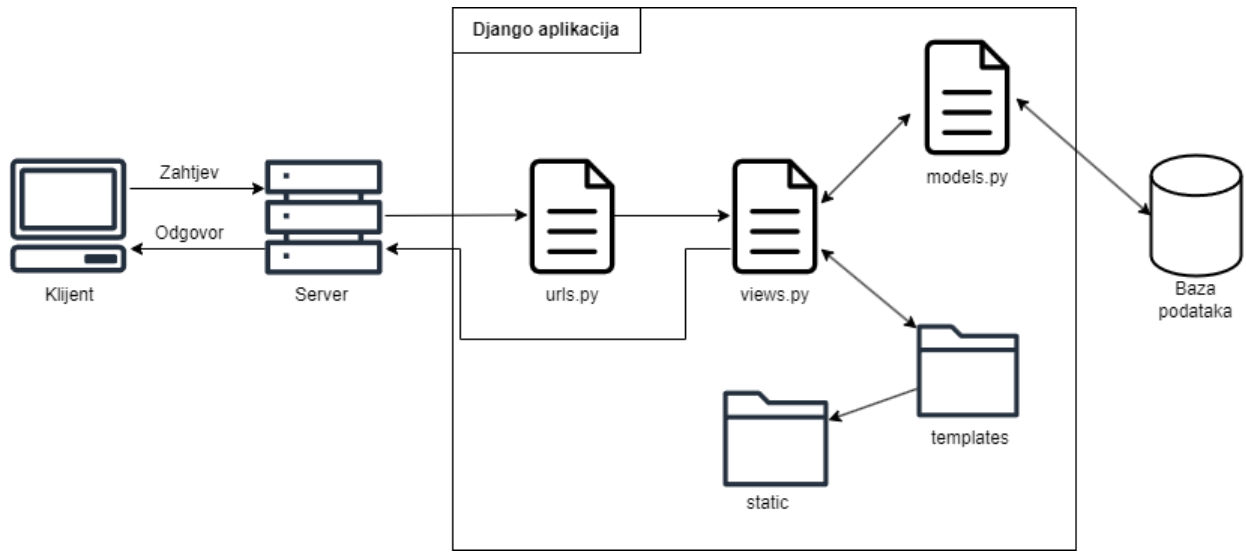 Django aplikacija
models.py
Zahtjev
Odgovor
Klijent
Server
urls.py
views.py
Baza
podataka
templates
static